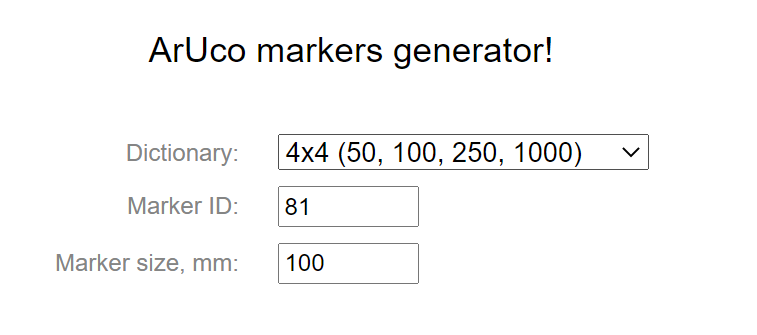 ArUco markers generator!
Dictionary: 4x4 (50, 100, 250, 1000)
Marker ID: 81
Marker size, mm: 100